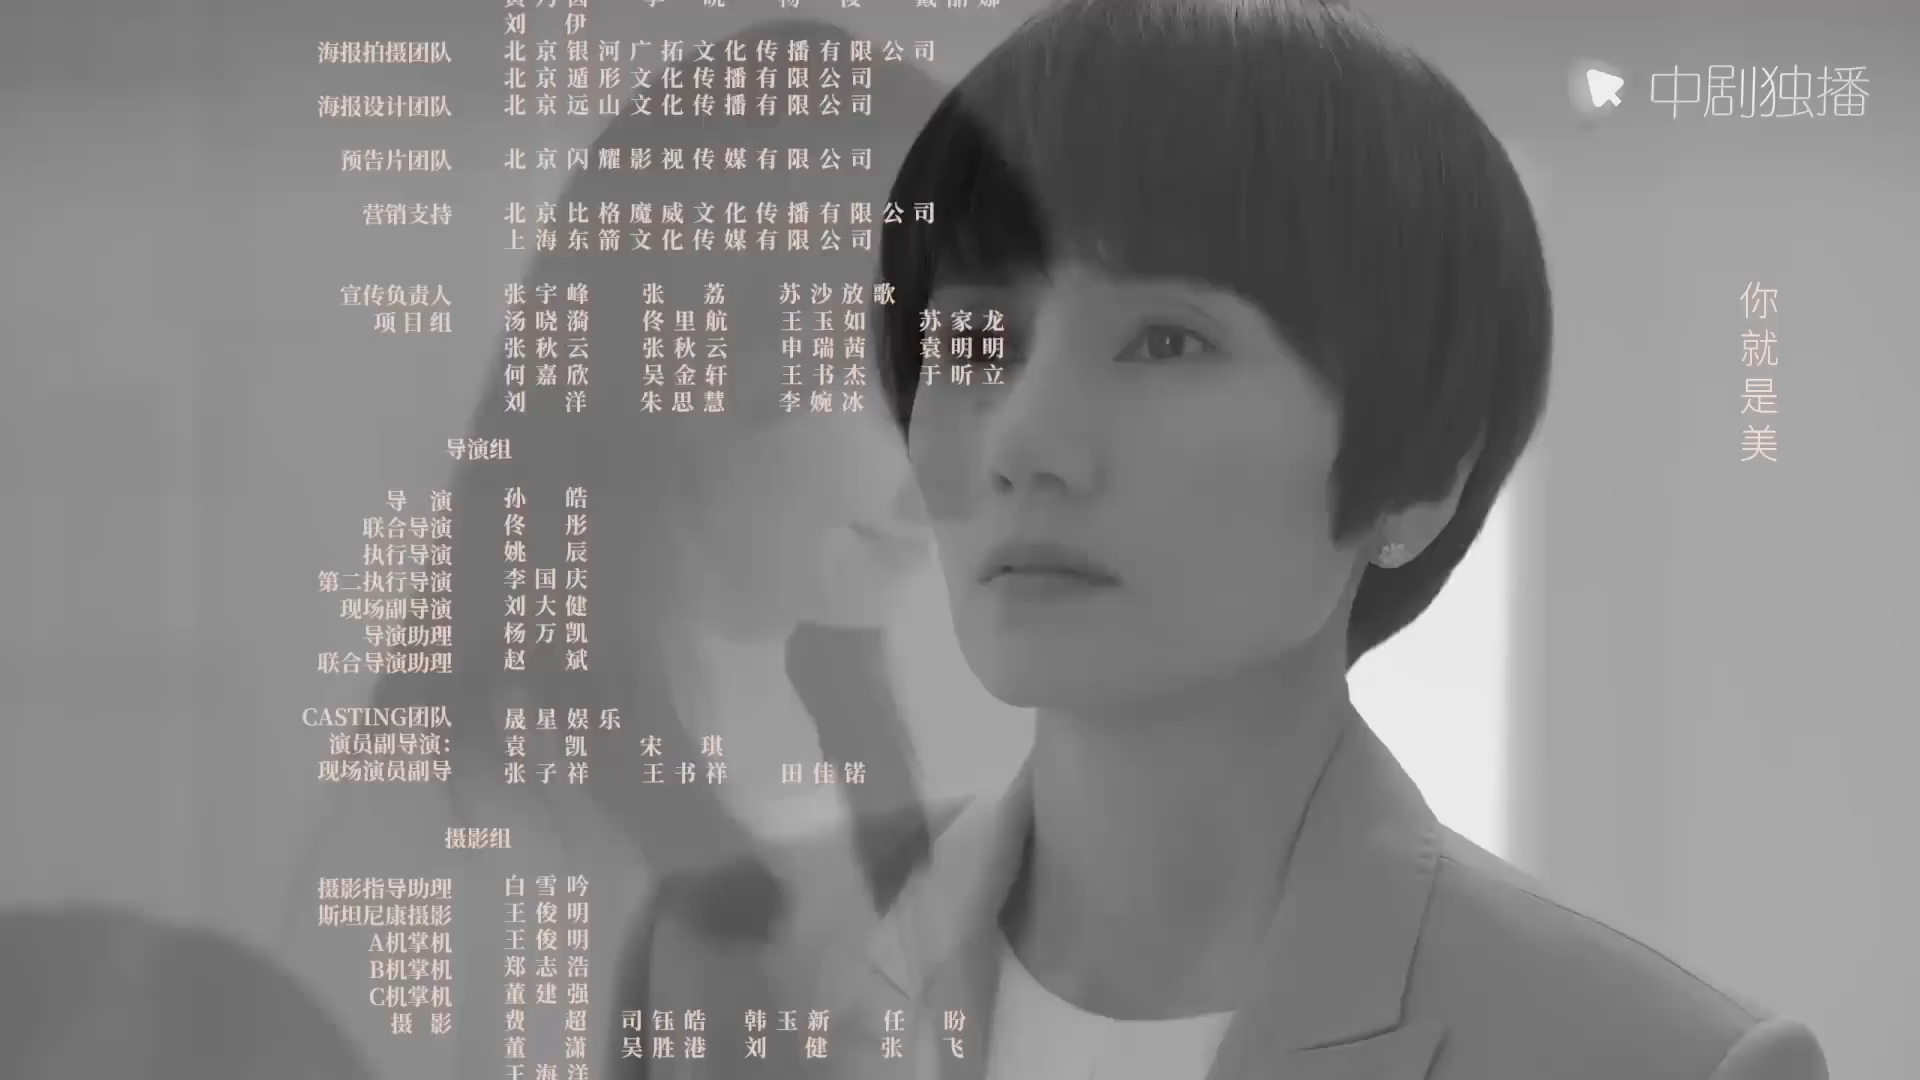 刘 伊
海报拍摄团队 北京银河广拓文化传播有限公司
北京遁形文化传播有限公司
海报设计团队 北京远山文化传播有限公司
预告片团队 北京闪耀影视传媒有限公司
营销支持 北京比格魔威文化传播有限公司
上海东箭文化传媒有限公司
宣传负责人 张宇峰 张 荔 苏沙放歌
项目组 汤晓漪 佟里航 王玉如 苏家龙
张秋云 张秋云 申瑞茜 袁明明
何嘉欣 吴金轩 王书杰 于昕立
刘 洋 朱思慧 李婉冰
导演组
导 演 孙 皓
联合导演 佟 彤
执行导演 姚 辰
第二执行导演 李国庆
现场副导演 刘大健
导演助理 杨万凯
联合导演助理 赵 斌
CASTING团队 晟星娱乐
演员副导演: 袁 凯 宋 琪
现场演员副导 张子祥 王书祥 田佳锘
摄影组
摄影指导助理 白雪吟
斯坦尼康摄影 王俊明
A机掌机 王俊明
B机掌机 郑志浩
C机掌机 董建强
摄 影 费 超 司钰皓 韩玉新 任 盼
董 潇 吴胜港 刘 健 张 飞
王海洋
中剧独播
你就是美